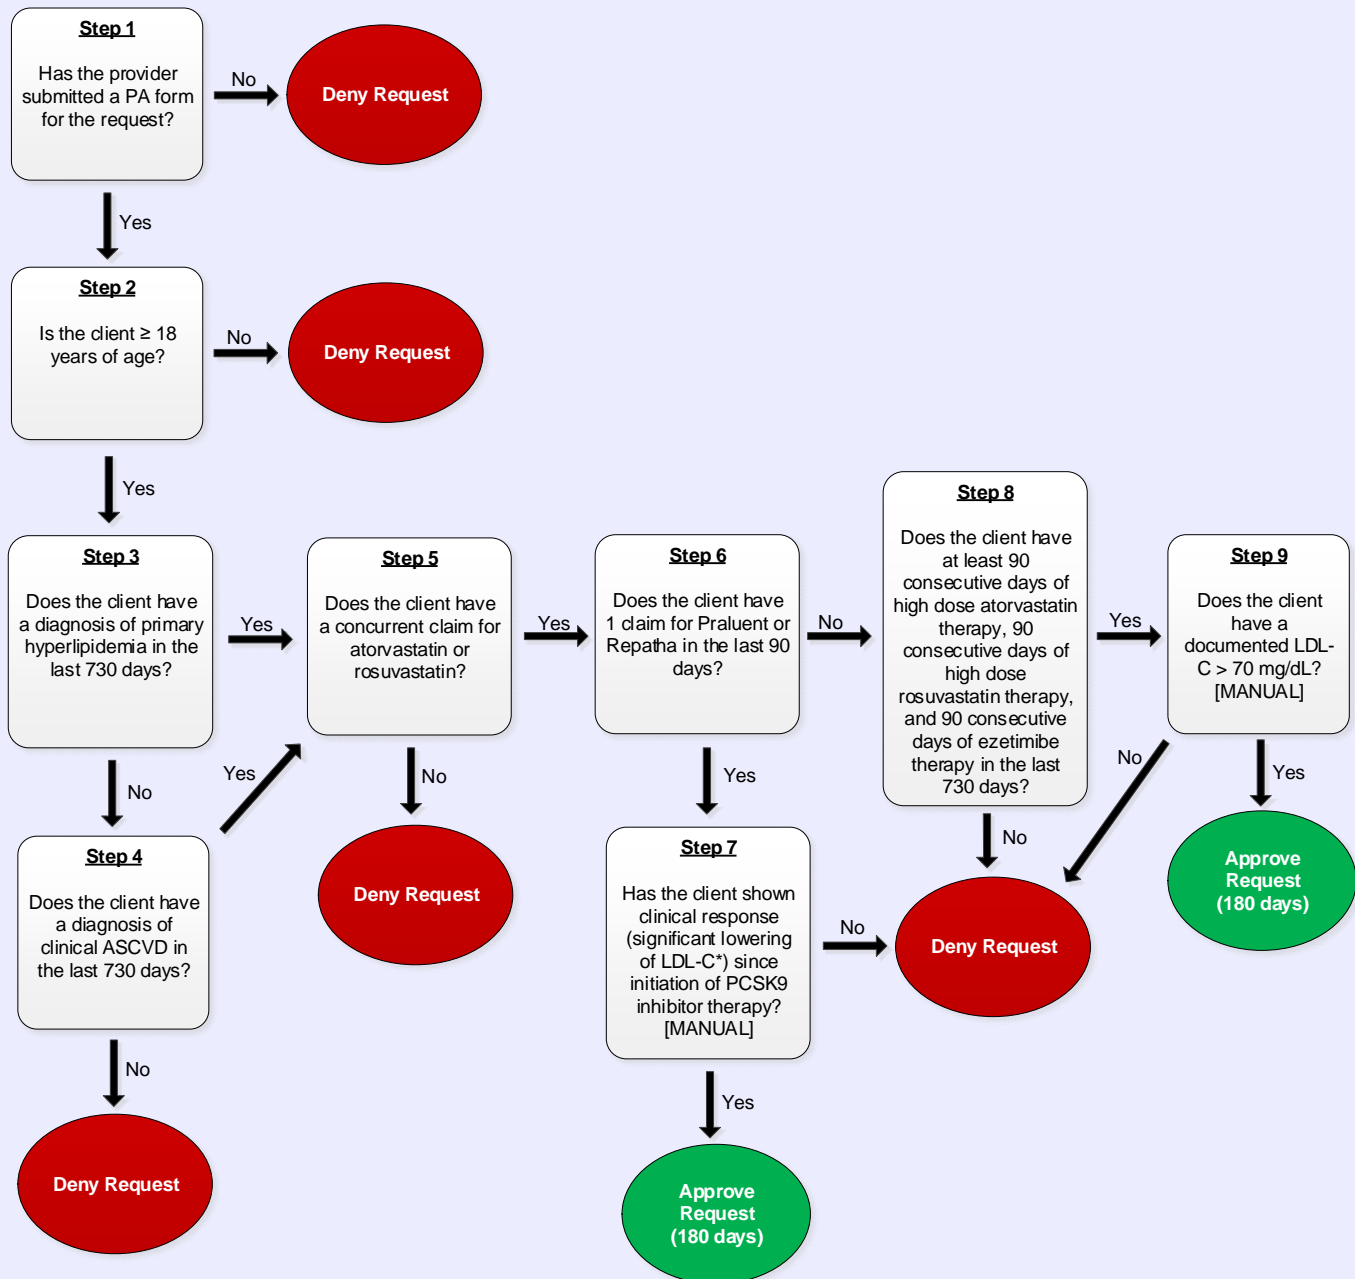 Step 1
Has the provider
submitted a PA form
for the request?
No
Deny Request
Yes
Step 2
Is the client ≥ 18
years of age?
No
Deny Request
Yes
Step 3
Does the client have
a diagnosis of primary
hyperlipidemia in the
last 730 days?
Yes
No
Step 4
Does the client have
a diagnosis of
clinical ASCVD in
the last 730 days?
Yes
No
Deny Request
Step 5
Does the client have
a concurrent claim for
atorvastatin or
rosuvastatin?
Yes
No
Deny Request
Step 6
Does the client have
1 claim for Praluent or
Repatha in the last 90
days?
No
Yes
Step 7
Has the client shown
clinical response
(significant lowering
of LDL-C*) since
initiation of PCSK9
inhibitor therapy?
[MANUAL]
No
Yes
Approve
Request
(180 days)
Step 8
Does the client have
at least 90
consecutive days of
high dose atorvastatin
therapy, 90
consecutive days of
high dose
rosuvastatin therapy,
and 90 consecutive
days of ezetimibe
therapy in the last
730 days?
Yes
No
Deny Request
Step 9
Does the client
have a
documented LDL-
C > 70 mg/dL?
[MANUAL]
No
Yes
Approve
Request
(180 days)